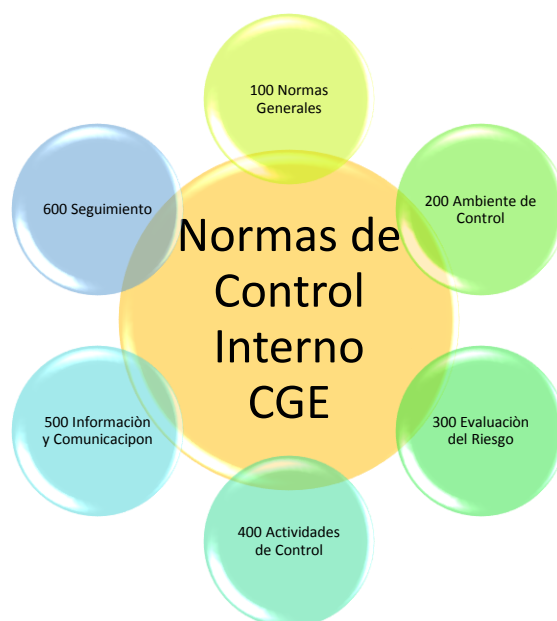 100 Normas
Generales
200 Ambiente de
Control
300 Evaluaciòn
del Riesgo
400 Actividades
de Control
500 Informaciòn
y Comunicacipon
600 Seguimiento
Normas de
Control
Interno
CGE